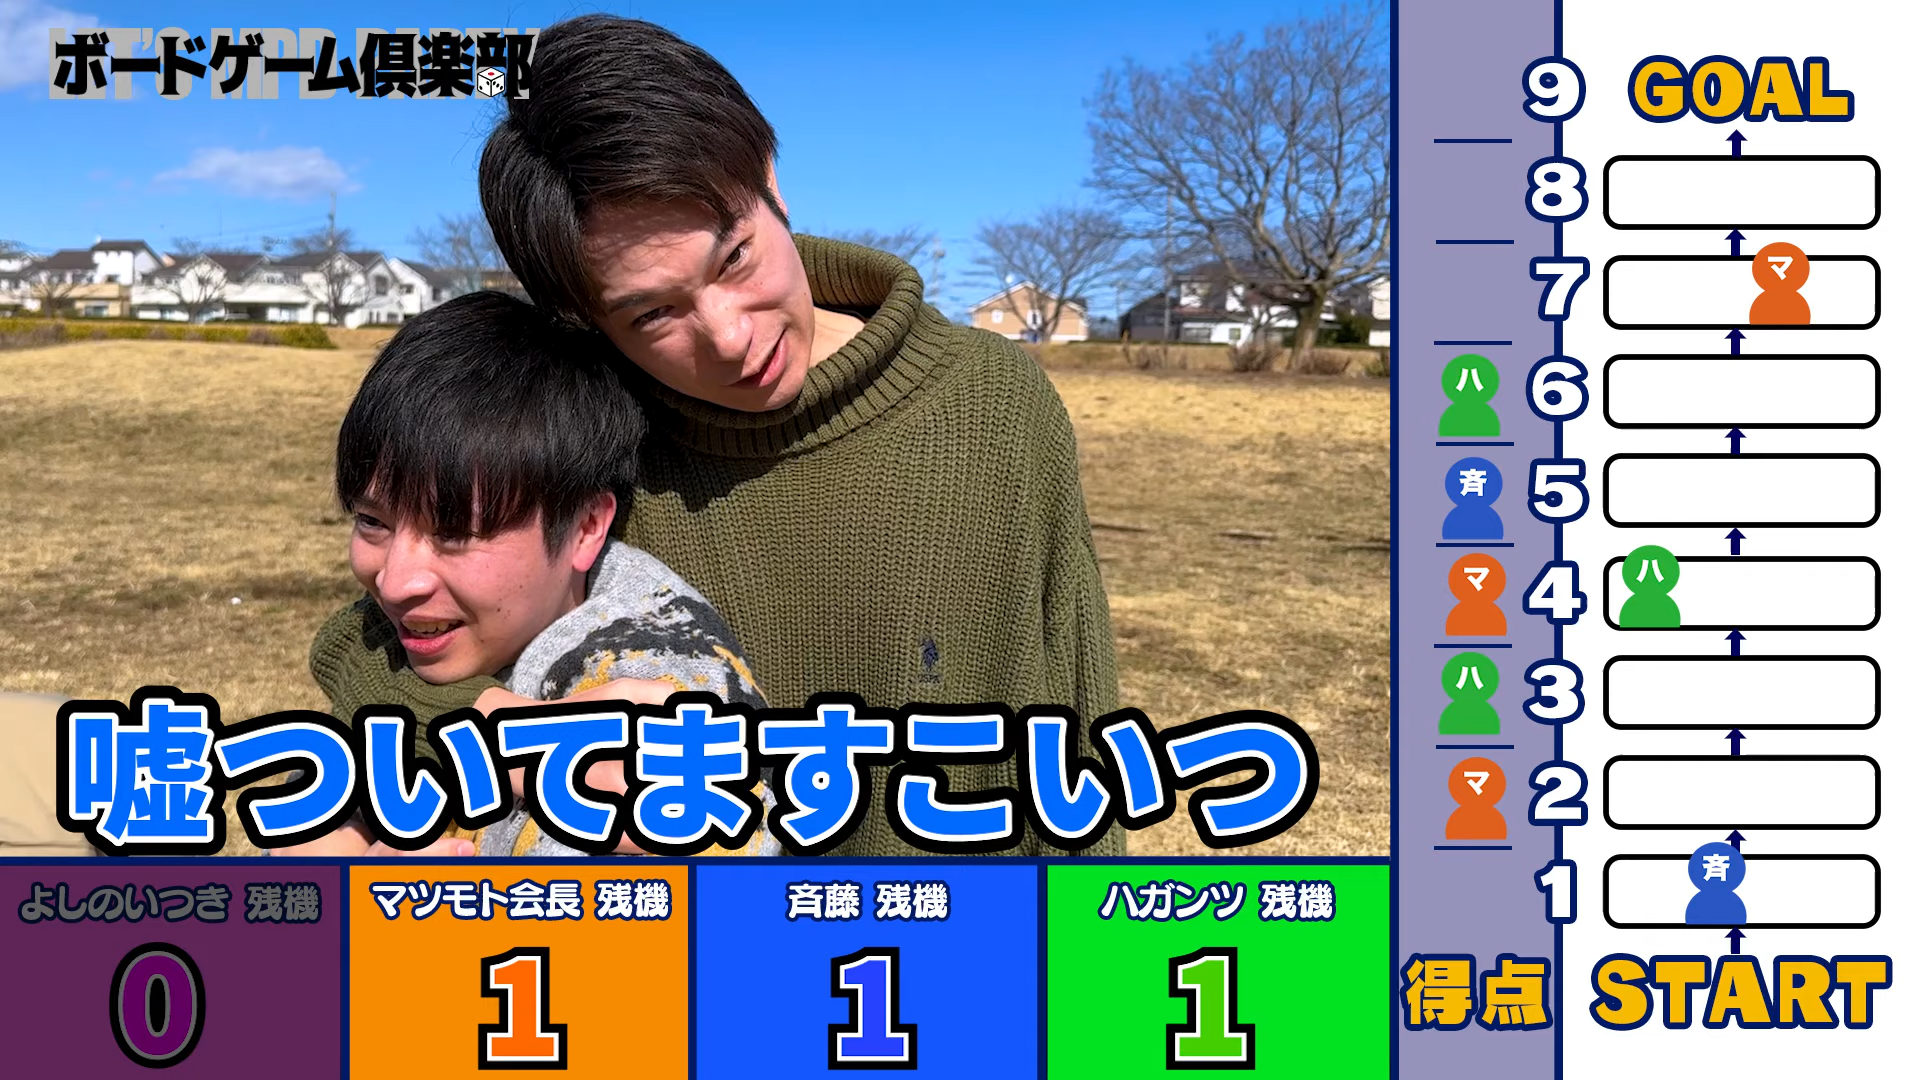 LET'S MPD PARTY
ボードゲーム倶楽部
嘘ついてますこいつ
よしのいつき 残機
0
マツモト会長 残機
1
斉藤 残機
1
ハガンツ 残機
1
9 GOAL
8
7 マ
ハ 6
斉 5
マ 4 ハ
ハ 3
マ 2
1 斉
得点 START